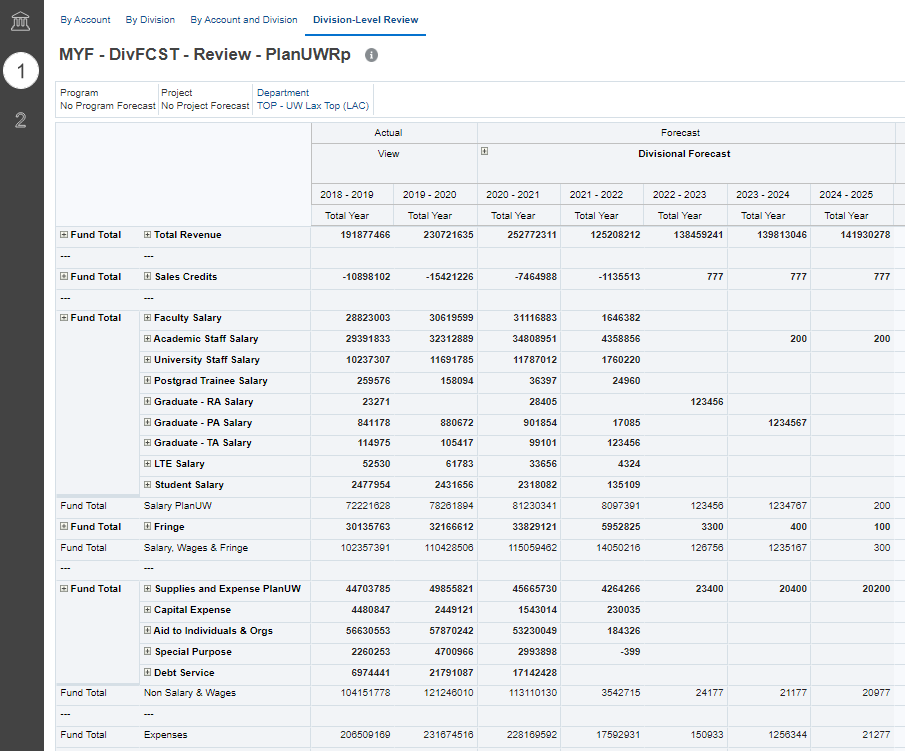 By Account By Division By Account and Division Division-Level Review
MYF - DivFCST - Review - PlanUWRp
1
2
Program Project Department
No Program Forecast No Project Forecast TOP - UW Lax Top (LAC)
Actual Forecast
View Divisional Forecast
2018 - 2019 2019 - 2020 2020 - 2021 2021 - 2022 2022 - 2023 2023 - 2024 2024 - 2025
Total Year Total Year Total Year Total Year Total Year Total Year Total Year
Fund Total Total Revenue 191877466 230721635 252772311 125208212 138459241 139813046 141930278
--- ---
Fund Total Sales Credits -10898102 -15421226 -7464988 -1135513 777 777 777
--- ---
Fund Total Faculty Salary 28823003 30619599 31116883 1646382
Academic Staff Salary 29391833 32312889 34808951 4358856 200 200
University Staff Salary 10237307 11691785 11787012 1760220
Postgrad Trainee Salary 259576 158094 36397 24960
Graduate - RA Salary 23271 28405 123456
Graduate - PA Salary 841178 880672 901854 17085 1234567
Graduate - TA Salary 114975 105417 99101 123456
LTE Salary 52530 61783 33656 4324
Student Salary 2477954 2431656 2318082 135109
Fund Total Salary PlanUW 72221628 78261894 81230341 8097391 123456 1234767 200
Fund Total Fringe 30135763 32166612 33829121 5952825 3300 400 100
Fund Total Salary, Wages & Fringe 102357391 110428506 115059462 14050216 126756 1235167 300
--- ---
Fund Total Supplies and Expense PlanUW 44703785 49855821 45665730 4264266 23400 20400 20200
Capital Expense 4480847 2449121 1543014 230035
Aid to Individuals & Orgs 56630553 57870242 53230049 184326
Special Purpose 2260253 4700966 2993898 -399
Debt Service 6974441 21791087 17142428
Fund Total Non Salary & Wages 104151778 121246010 113110130 3542715 24177 21177 20977
--- ---
Fund Total Expenses 206509169 231674516 228169592 17592931 150933 1256344 21277